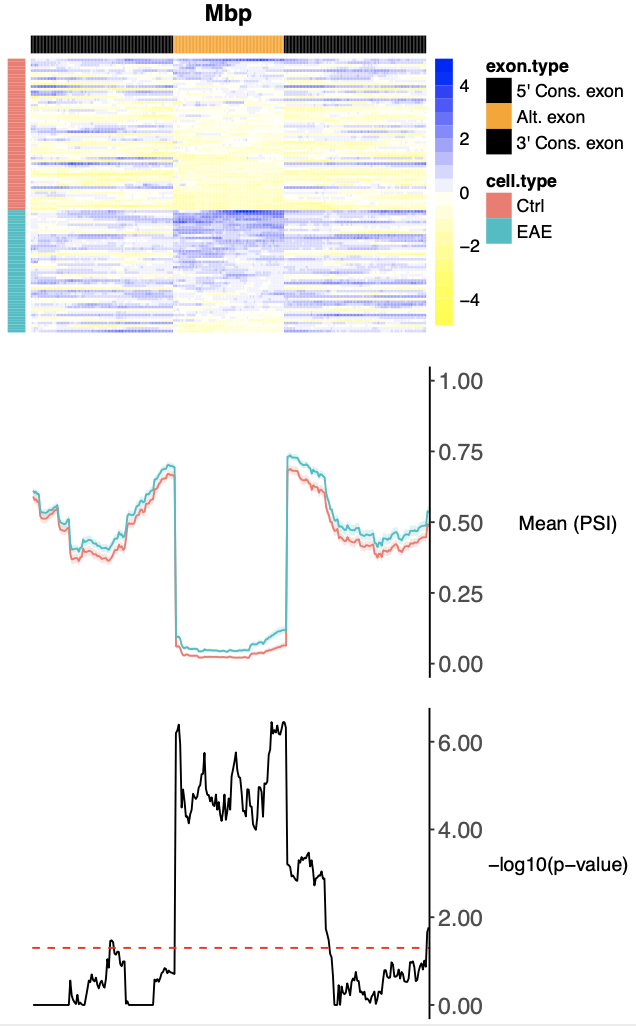 Mbp
4
2
0
−2
−4
exon.type
5' Cons. exon
Alt. exon
3' Cons. exon
cell.type
Ctrl
EAE
1.00
0.75
0.50
0.25
0.00
Mean (PSI)
6.00
4.00
2.00
0.00
−log10(p−value)